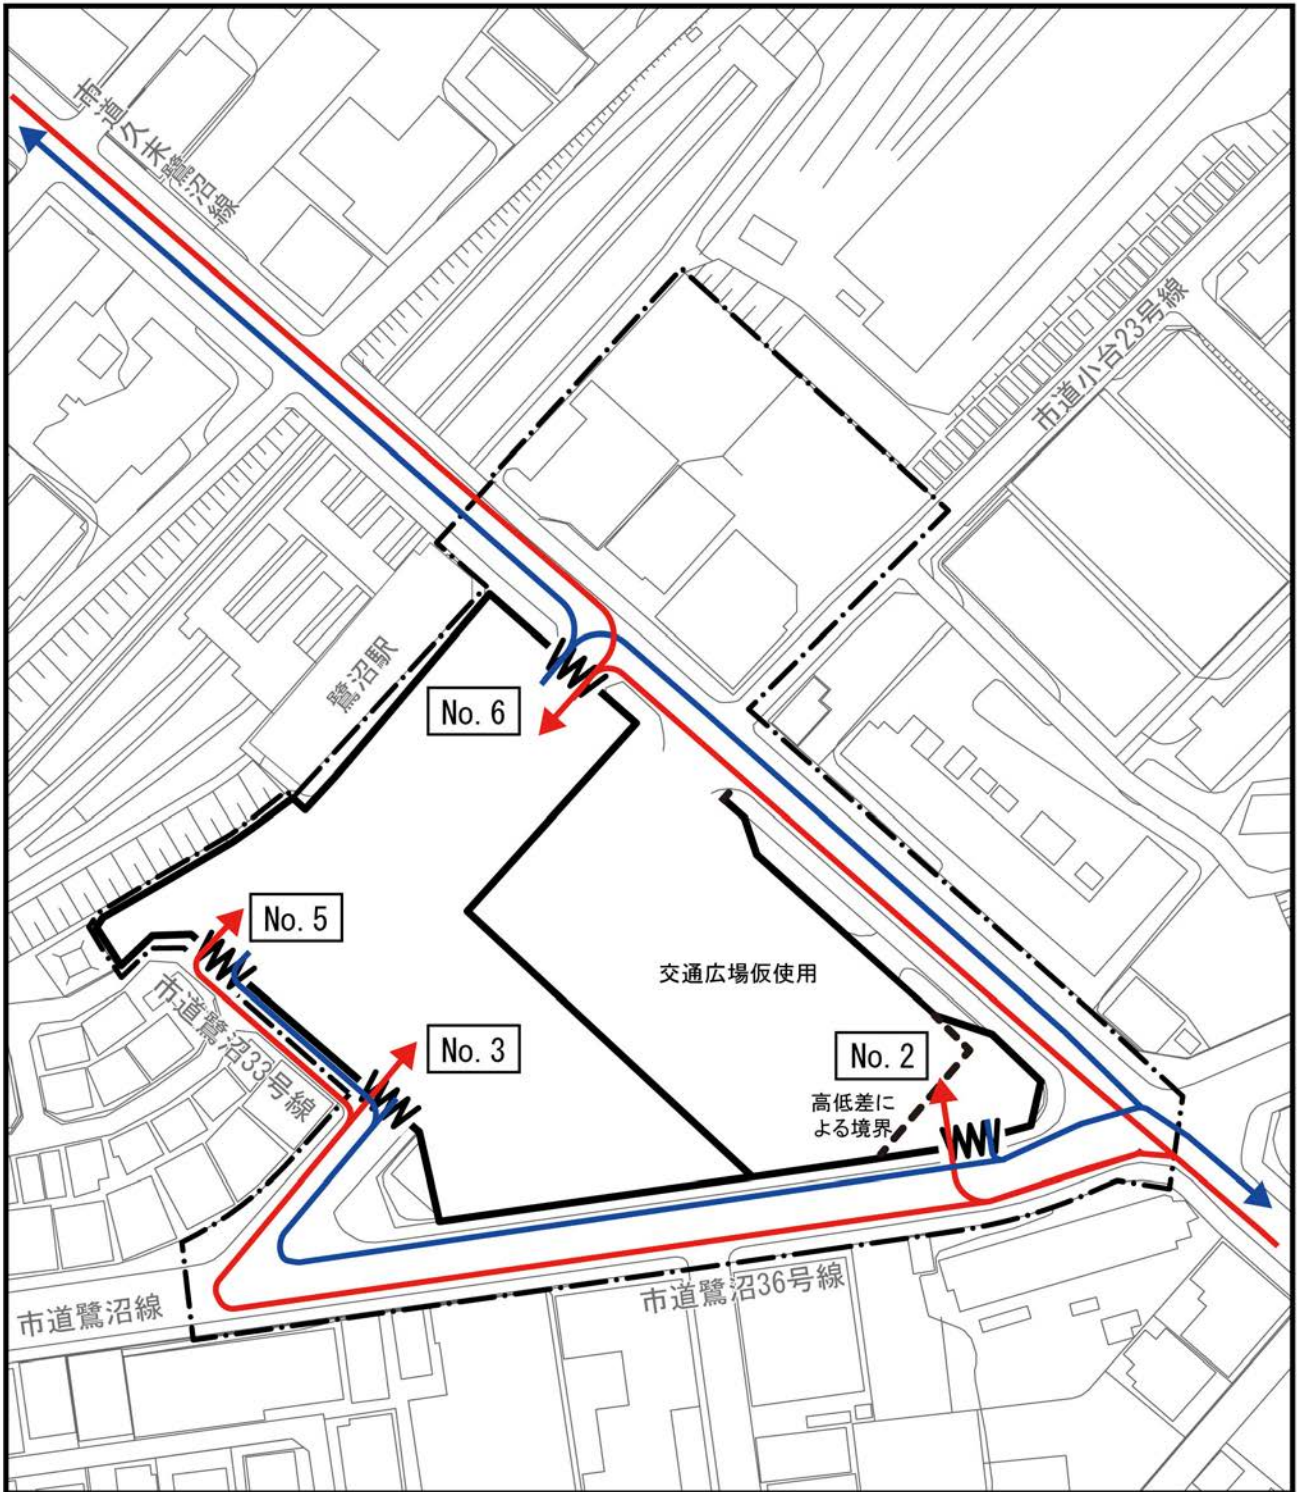 市道久末鷺沼線
市道小台23号線
鷺沼駅
No. 6
No. 5
交通広場仮使用
市道鷺沼33号線
No. 3
No. 2
高低差に
よる境界
市道鷺沼36号線
市道鷺沼線